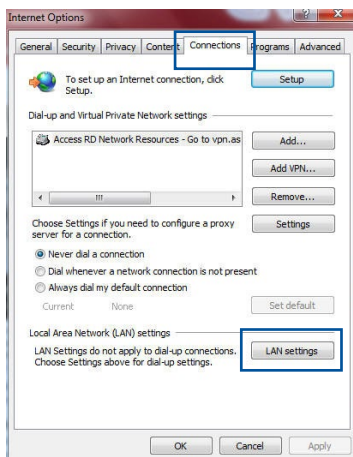 Internet Options
General Security Privacy Content Connections Programs Advanced
To set up an Internet connection, click
Setup.
Setup
Dial-up and Virtual Private Network settings
Access RD Network Resources - Go to vpn.as
Add...
Add VPN...
Remove...
Choose Settings if you need to configure a proxy
server for a connection.
Settings
Never dial a connection
Dial whenever a network connection is not present
Always dial my default connection
Current None
Set default
Local Area Network (LAN) settings
LAN Settings do not apply to dial-up connections.
Choose Settings above for dial-up settings.
LAN settings
OK Cancel Apply